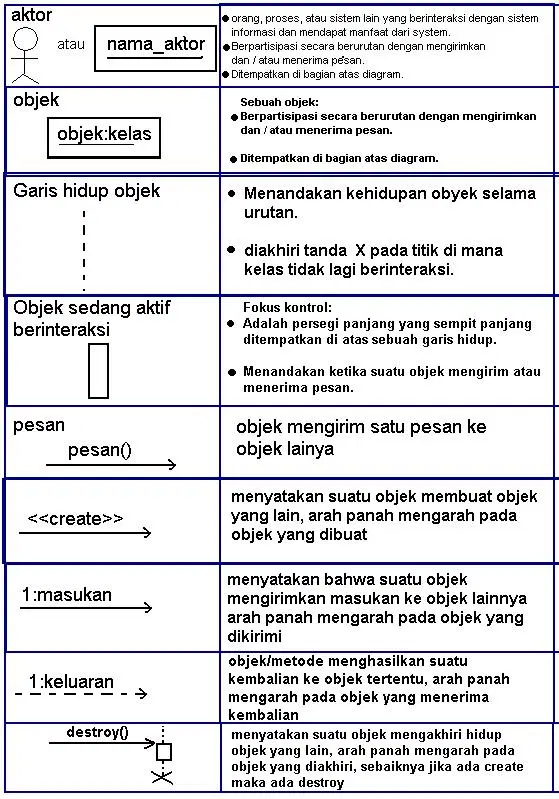 aktor
atau
nama_aktor
● orang, proses, atau sistem lain yang berinteraksi dengan sistem
informasi dan mendapat manfaat dari system.
● Berpartisipasi secara berurutan dengan mengirimkan
dan / atau menerima pesan.
● Ditempatkan di bagian atas diagram.
objek
objek:kelas
Sebuah objek:
● Berpartisipasi secara berurutan dengan mengirimkan
dan / atau menerima pesan.
● Ditempatkan di bagian atas diagram.
Garis hidup objek
● Menandakan kehidupan obyek selama
urutan.
● diakhiri tanda X pada titik di mana
kelas tidak lagi berinteraksi.
Objek sedang aktif
berinteraksi
Fokus kontrol:
● Adalah persegi panjang yang sempit panjang
ditempatkan di atas sebuah garis hidup.
● Menandakan ketika suatu objek mengirim atau
menerima pesan.
pesan
pesan()
objek mengirim satu pesan ke
objek lainya
<<create>>
menyatakan suatu objek membuat objek
yang lain, arah panah mengarah pada
objek yang dibuat
1:masukan
menyatakan bahwa suatu objek
mengirimkan masukan ke objek lainnya
arah panah mengarah pada objek yang
dikirimi
1:keluaran
objek/metode menghasilkan suatu
kembalian ke objek tertentu, arah panah
mengarah pada objek yang menerima
kembalian
destroy()
menyatakan suatu objek mengakhiri hidup
objek yang lain, arah panah mengarah pada
objek yang diakhiri, sebaiknya jika ada create
maka ada destroy